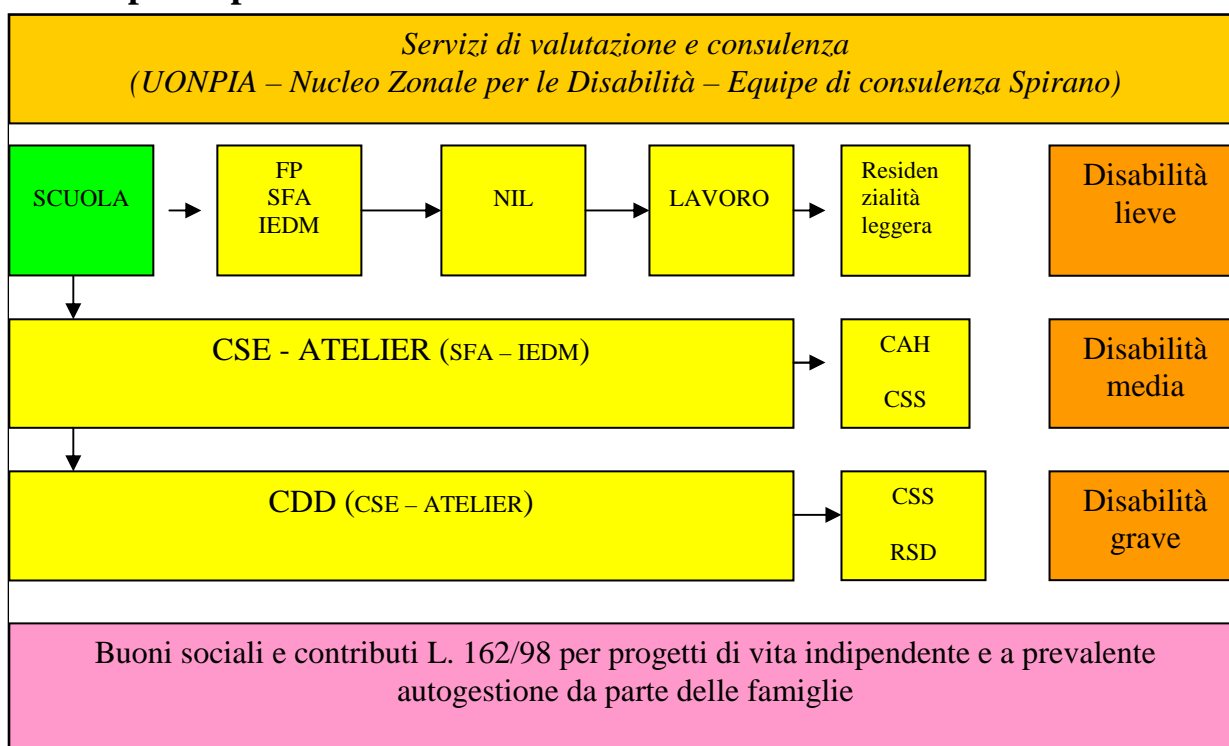 Servizi di valutazione e consulenza
(UONPIA – Nucleo Zonale per le Disabilità – Equipe di consulenza Spirano)
SCUOLA
FP
SFA
IEDM
NIL
LAVORO
Residen
zialità
leggera
Disabilità
lieve
CSE - ATELIER (SFA – IEDM)
CAH
CSS
Disabilità
media
CDD (CSE – ATELIER)
CSS
RSD
Disabilità
grave
Buoni sociali e contributi L. 162/98 per progetti di vita indipendente e a prevalente
autogestione da parte delle famiglie